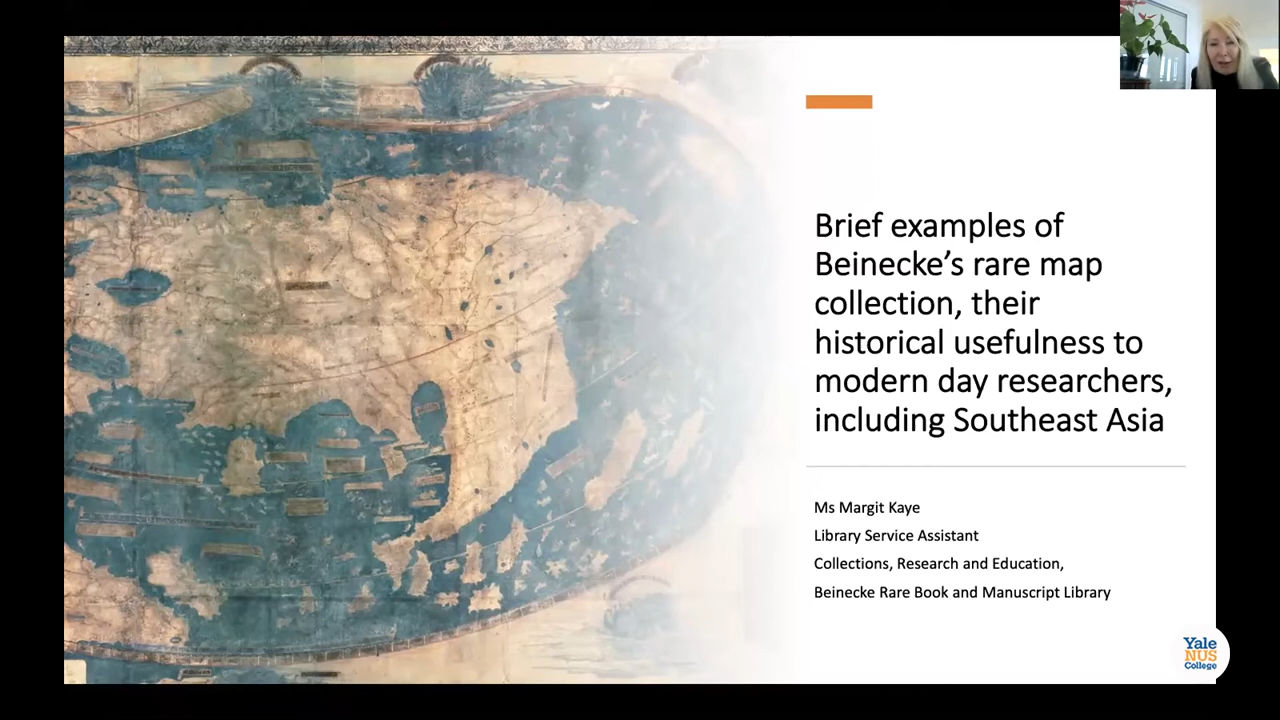 Brief examples of
Beinecke’s rare map
collection, their
historical usefulness to
modern day researchers,
including Southeast Asia
Ms Margit Kaye
Library Service Assistant
Collections, Research and Education,
Beinecke Rare Book and Manuscript Library
Yale
NUS
College